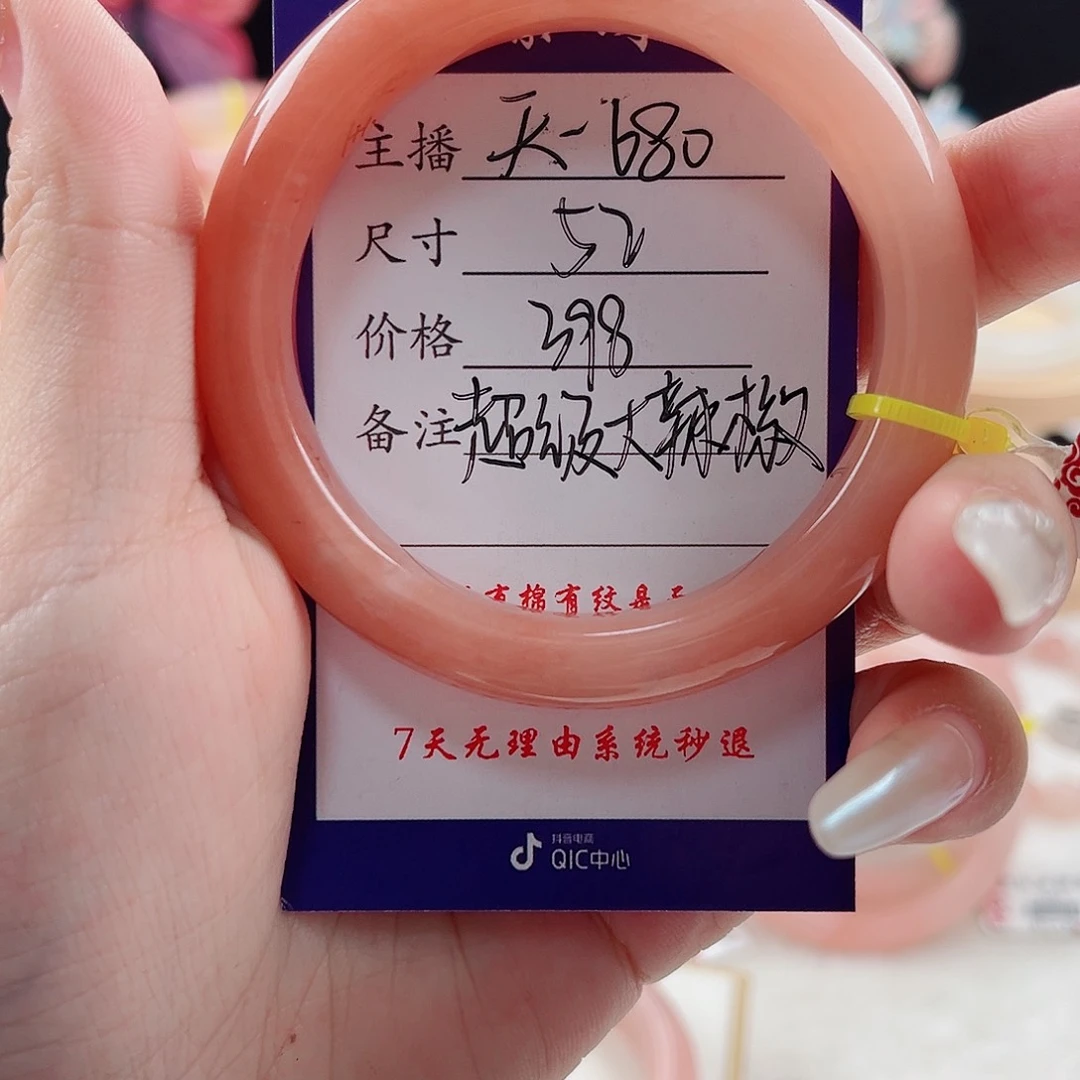 主播 天-680
尺寸 52
价格 398
备注 超级大辣椒
有棉有纹是
7天无理由系统秒退
抖音电商
QIC中心